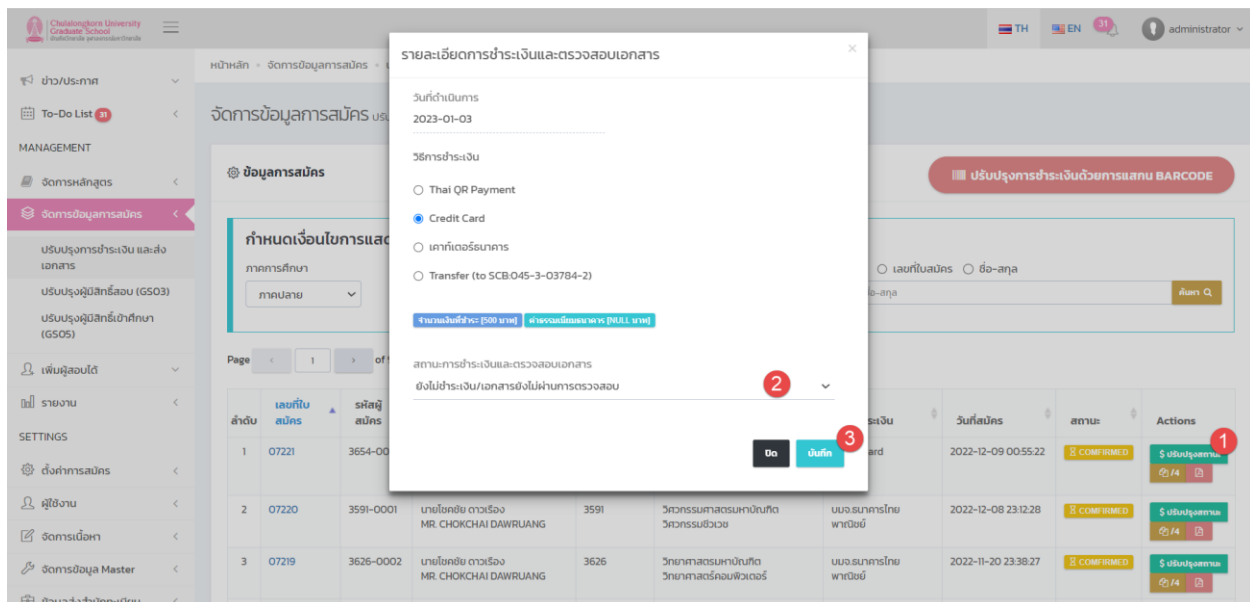 Chulalongkorn University
Graduate School
TH
EN
31
administrator
ข่าว/ประกาศ
To-Do List 31
MANAGEMENT
จัดการหลักสูตร
จัดการข้อมูลการสมัคร
ปรับปรุงการชำระเงิน และส่ง
เอกสาร
ปรับปรุงผู้มีสิทธิ์สอบ (GS03)
ปรับปรุงผู้มีสิทธิ์เข้าศึกษา
(GS05)
เพิ่มผู้สอบได้
รายงาน
SETTINGS
ตั้งค่าการสมัคร
ผู้ใช้งาน
จัดการเนื้อหา
จัดการข้อมูล Master
หน้าหลัก
จัดการข้อมูลการสมัคร
จัดการข้อมูลการสมัคร
ข้อมูลการสมัคร
ปรับปรุงการชำระเงินด้วยการแสกน BARCODE
ภาคการศึกษา
ภาคปลาย
เลขที่ใบสมัคร
ชื่อ-สกุล
ค้นหา
รายละเอียดการชำระเงินและตรวจสอบเอกสาร
×
วันที่ดำเนินการ
2023-01-03
วิธีการชำระเงิน
Thai QR Payment
Credit Card
เคาท์เตอร์ธนาคาร
Transfer (to SCB:045-3-03784-2)
จำนวนเงินที่ชำระ [500 บาท] ค่าธรรมเนียมธนาคาร [NULL บาท]
สถานะการชำระเงินและตรวจสอบเอกสาร
ยังไม่ชำระเงิน/เอกสารยังไม่ผ่านการตรวจสอบ
2
ปิด
บันทึก
3
Page 1 of
ลำดับ เลขที่ใบสมัคร รหัสผู้สมัคร วันที่สมัคร สถานะ Actions
1
1 07221 3654-00 ard 2022-12-09 00:55:22 CONFIRMED $ ปรับปรุงสถานะ
/4
2 07220 3591-0001 นายโชคชัย ดาวเรือง 3591 วิศวกรรมศาสตรมหาบัณฑิต บมจ.ธนาคารไทย 2022-12-08 23:12:28 CONFIRMED $ ปรับปรุงสถานะ
MR. CHOKCHAI DAWRUANG วิศวกรรมชีวเวช พาณิชย์ /4
3 07219 3626-0002 นายโชคชัย ดาวเรือง 3626 วิทยาศาสตรมหาบัณฑิต บมจ.ธนาคารไทย 2022-11-20 23:38:27 CONFIRMED $ ปรับปรุงสถานะ
MR. CHOKCHAI DAWRUANG วิทยาศาสตร์คอมพิวเตอร์ พาณิชย์ /4